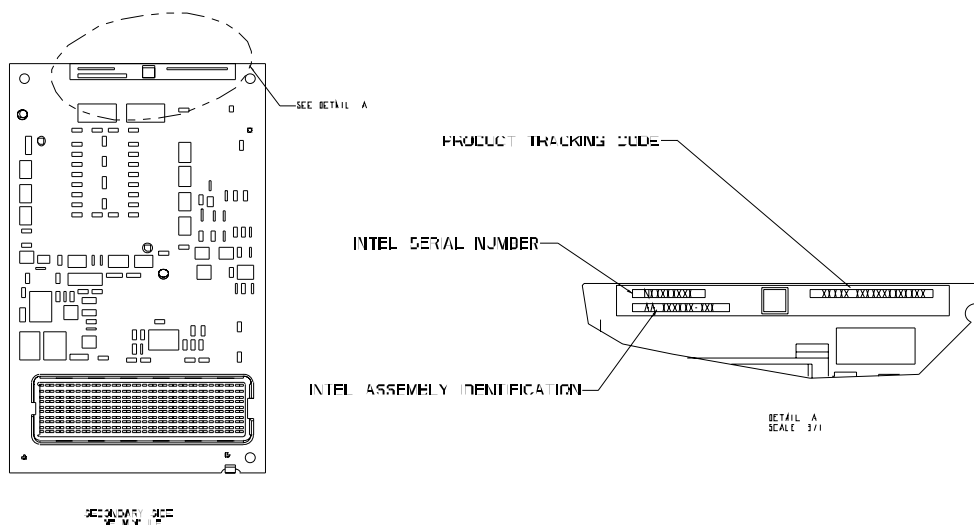 SEE DETAIL A
PRODUCT TRACKING CODE
INTEL SERIAL NUMBER
INTEL ASSEMBLY IDENTIFICATION
DETAIL A
SCALE 3/1
SECONDARY SIDE